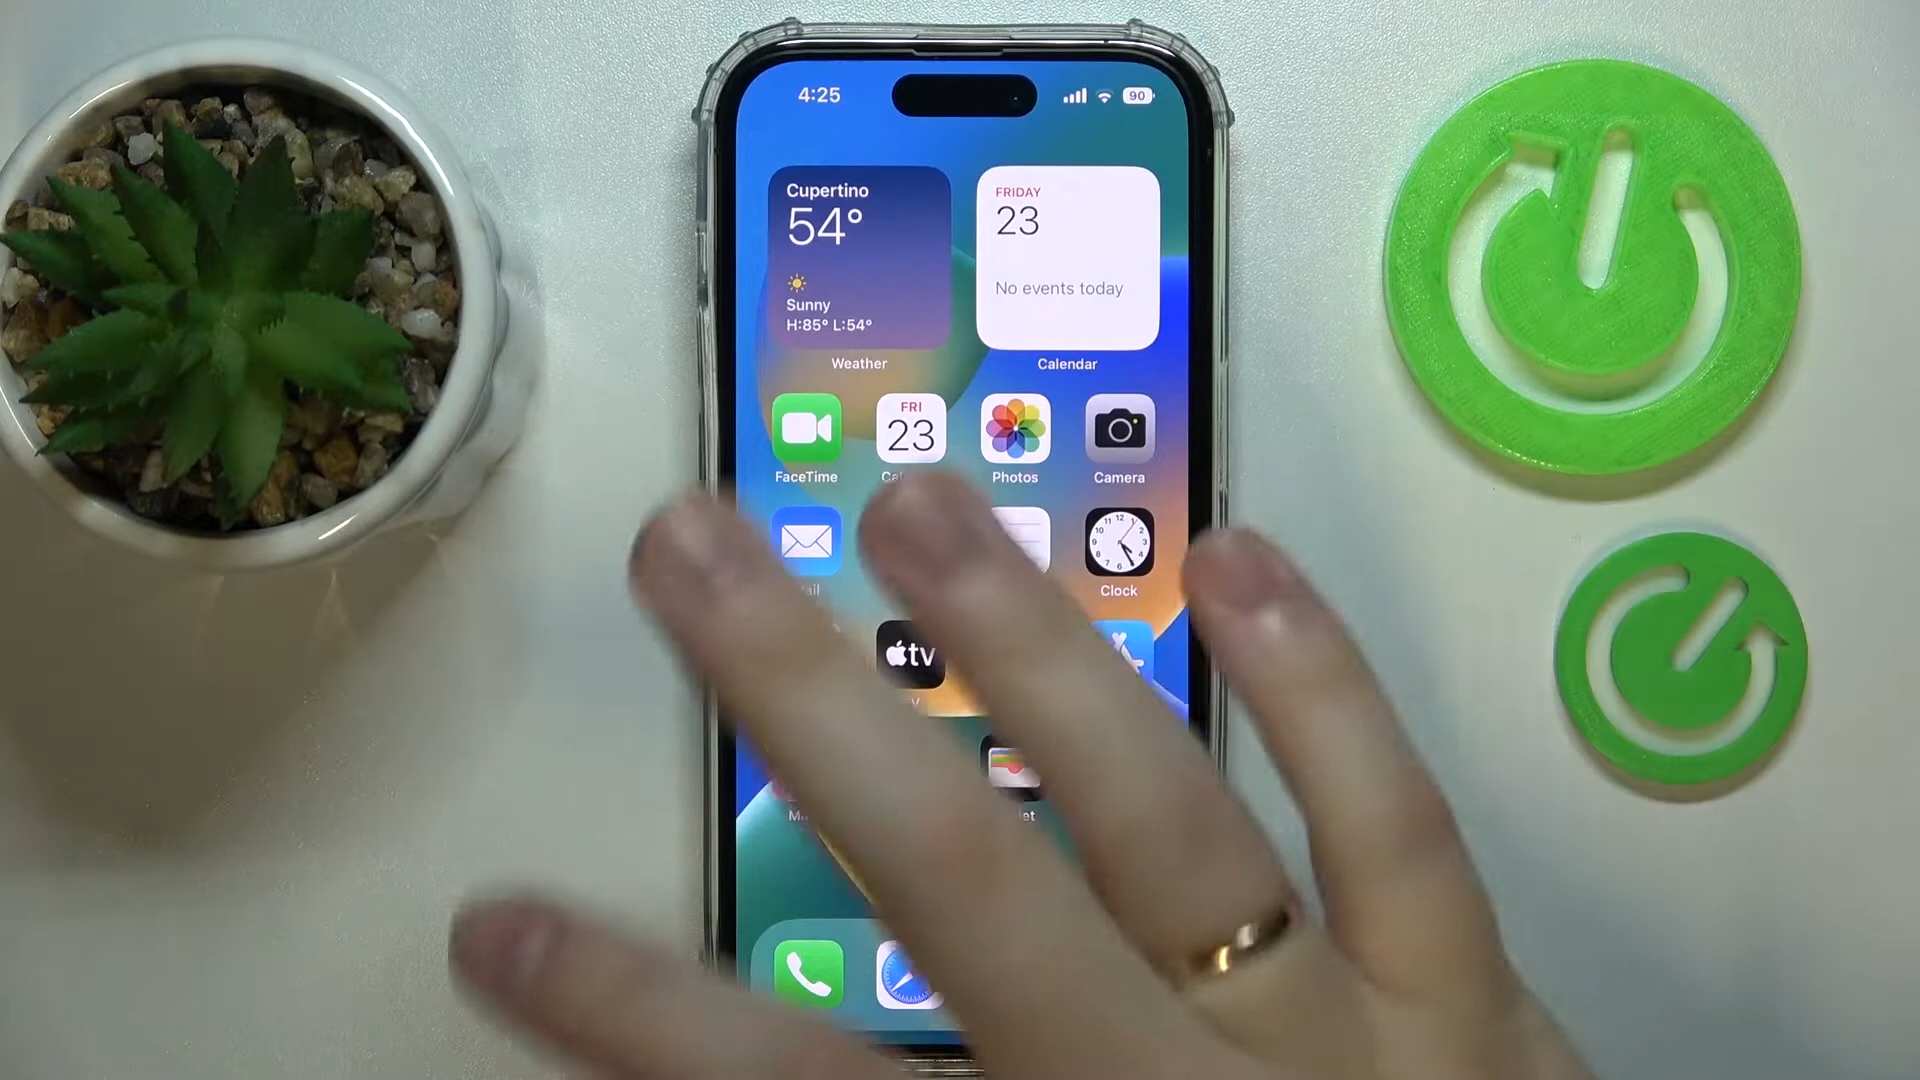 4:25
90
Cupertino
54°
Sunny
H:85° L:54°
Weather
FRIDAY
23
No events today
Calendar
FRI
23
FaceTime
Photos
Camera
Clock
tv